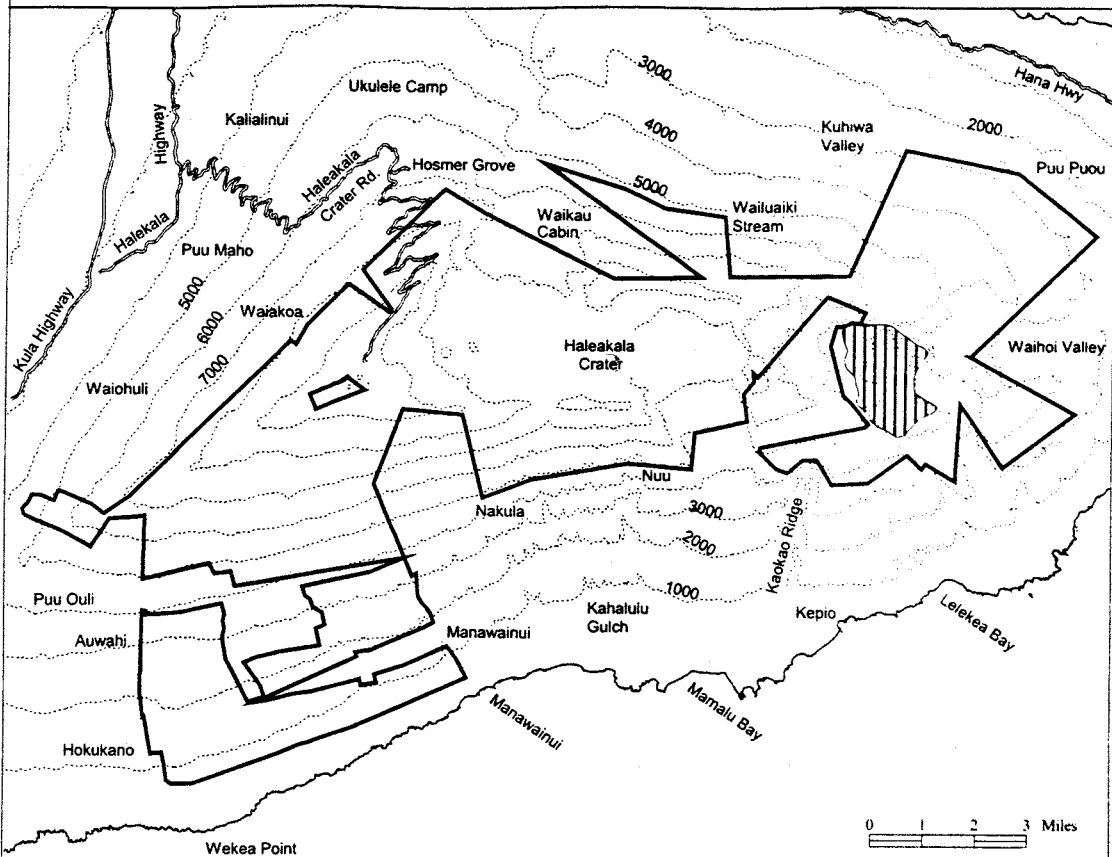 3000
Hana Hwy
Ukulele Camp
Highway
Kalialinui
4000
Kuhiwa
Valley
2000
Haleakala
Crater Rd.
Hosmer Grove
Puu Puou
5000
Waikau
Cabin
Wailuaiki
Stream
Halekala
Puu Maho
5000
Kula Highway
6000
Waiakoa
7000
Haleakala
Crater
Waihoi Valley
Waiohuli
Nuu
Nakula
3000
2000
Kaokao Ridge
1000
Puu Ouli
Kahalulu
Gulch
Kepio
Lelekea Bay
Auwahi
Manawainui
Manawainui
Mamalu Bay
Hokukano
0 1 2 3 Miles
Wekea Point